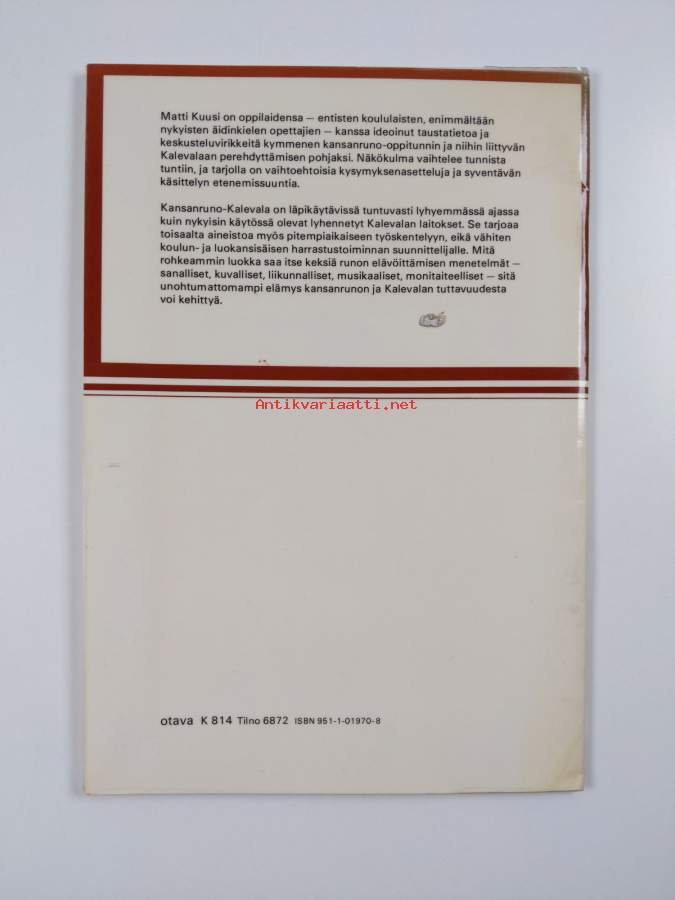 Matti Kuusi on oppilaidensa — entisten koululaisten, enimmältään
nykyisten äidinkielen opettajien — kanssa ideoinut taustatietoa ja
keskusteluvirikkeitä kymmenen kansanruno-oppitunnin ja niihin liittyvän
Kalevalaan perehdyttämisen pohjaksi. Näkökulma vaihtelee tunnista
tuntiin, ja tarjolla on vaihtoehtoisia kysymyksenasetteluja ja syventävän
käsittelyn etenemissuuntia.
Kansanruno-Kalevala on läpikäytävissä tuntuvasti lyhyemmässä ajassa
kuin nykyisin käytössä olevat lyhennetyt Kalevalan laitokset. Se tarjoaa
toisaalta aineistoa myös pitempiaikaiseen työskentelyyn, eikä vähiten
koulun- ja luokansisäisen harrastustoiminnan suunnittelijalle. Mitä
rohkeammin luokka saa itse keksiä runon elävöittämisen menetelmät —
sanalliset, kuvalliset, liikunnalliset, musikaaliset, monitaiteelliset — sitä
unohtumattomampi elämys kansanrunon ja Kalevalan tuttavuudesta
voi kehittyä.
Antikvariaatti.net
otava K 814 Tilno 6872 ISBN 951-1-01970-8